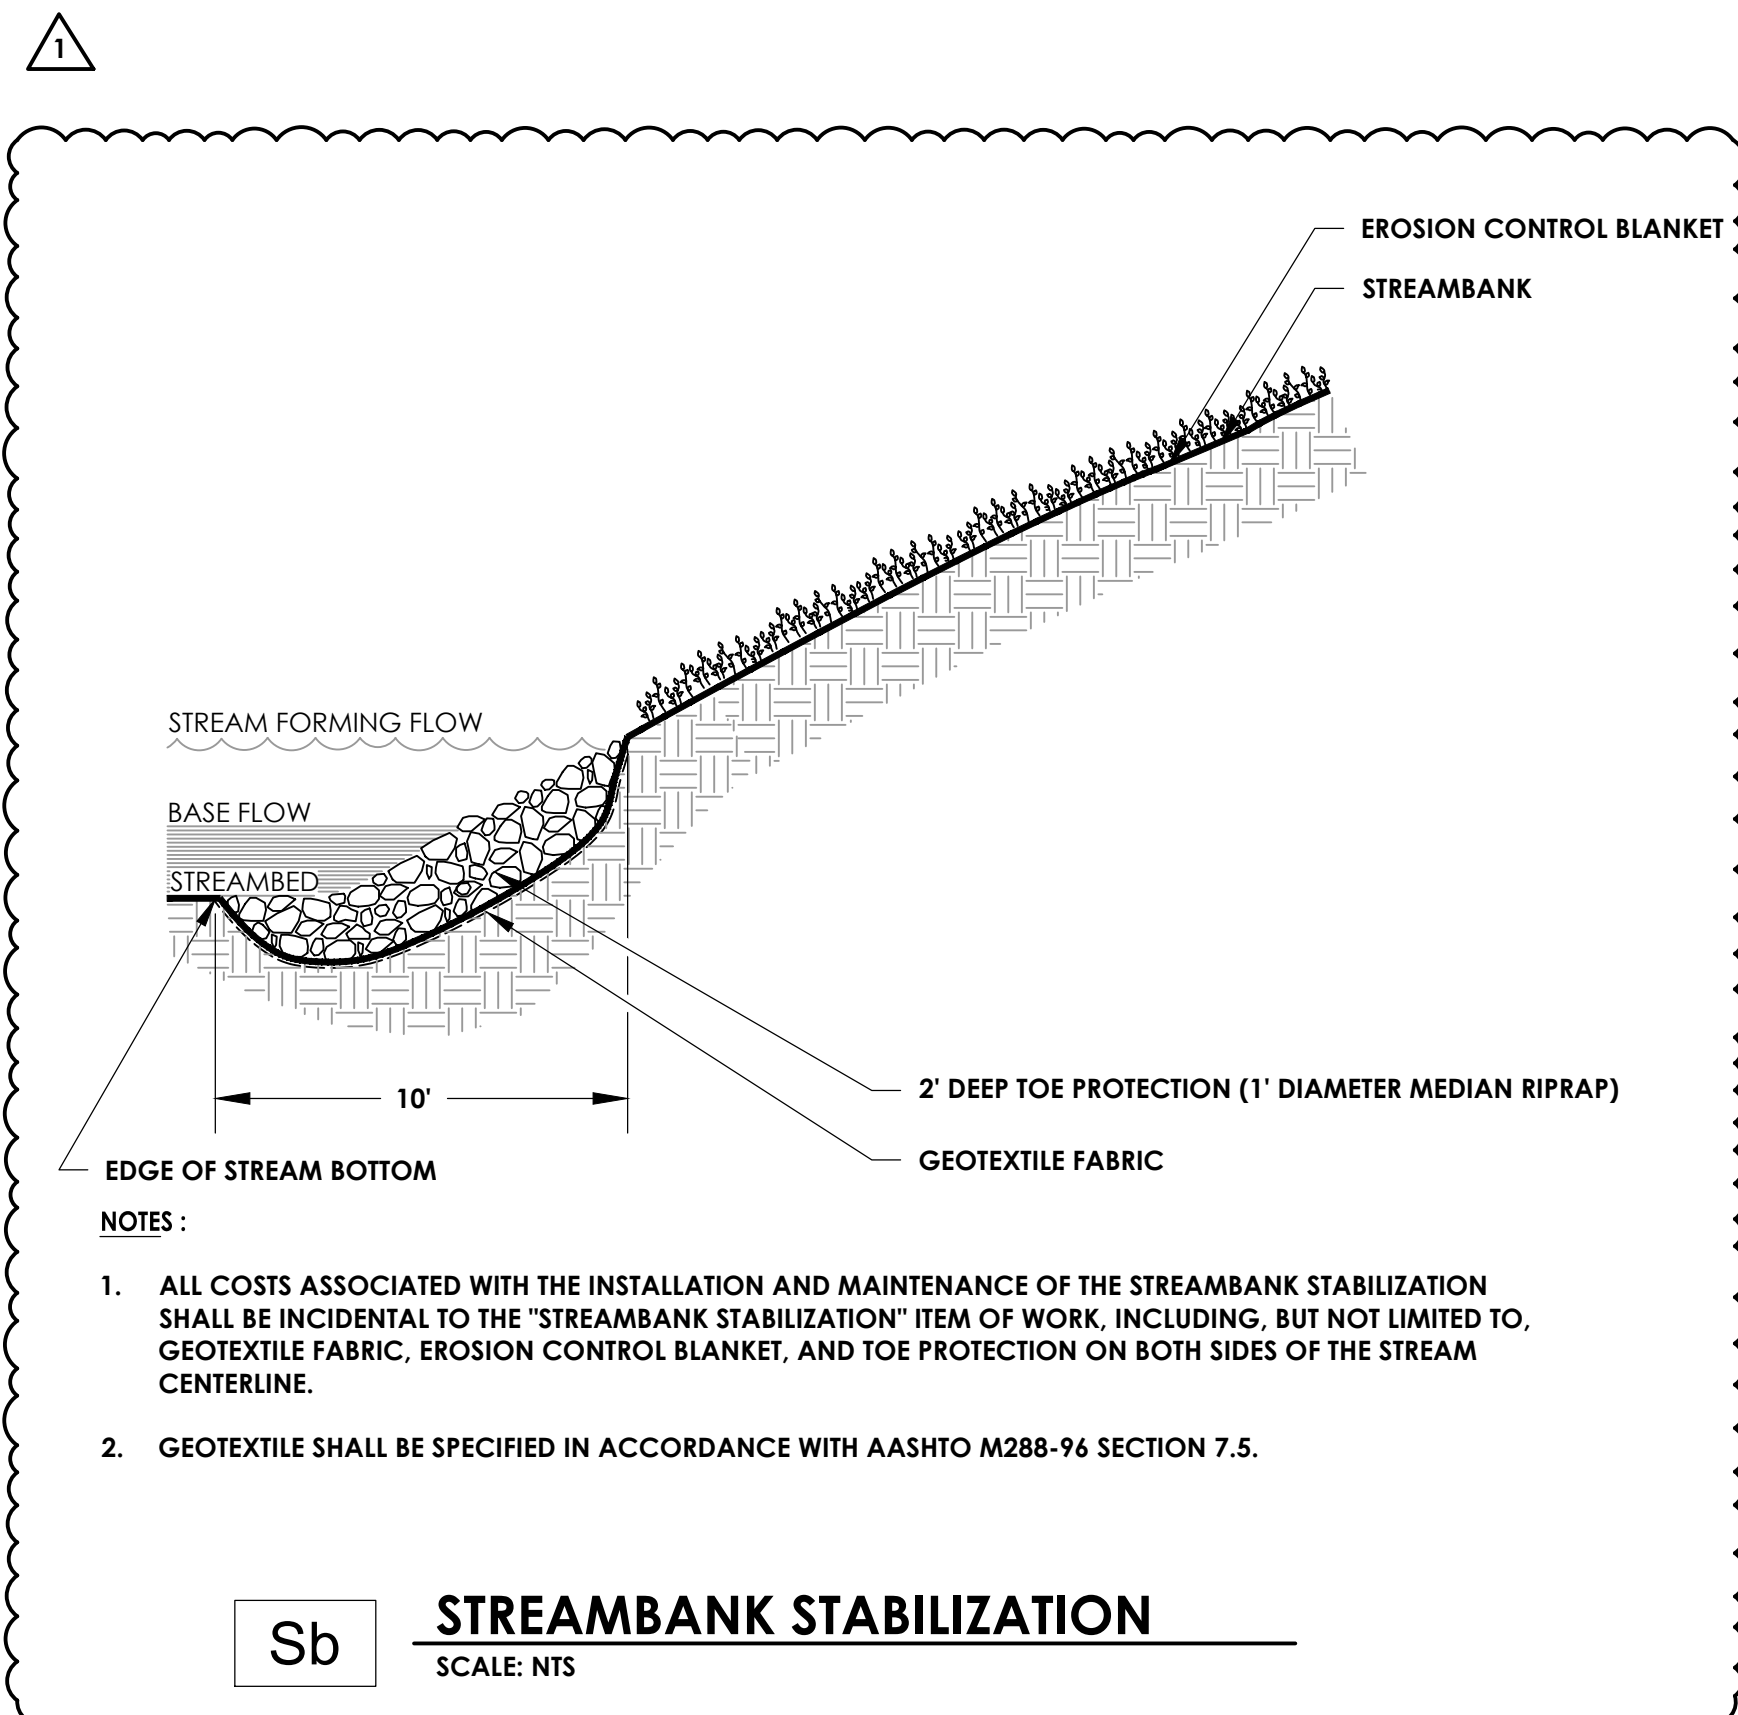 1
EROSION CONTROL BLANKET
STREAMBANK
STREAM FORMING FLOW
BASE FLOW
STREAMBED
10'
2' DEEP TOE PROTECTION (1' DIAMETER MEDIAN RIPRAP)
GEOTEXTILE FABRIC
EDGE OF STREAM BOTTOM
NOTES :
1. ALL COSTS ASSOCIATED WITH THE INSTALLATION AND MAINTENANCE OF THE STREAMBANK STABILIZATION
SHALL BE INCIDENTAL TO THE "STREAMBANK STABILIZATION" ITEM OF WORK, INCLUDING, BUT NOT LIMITED TO,
GEOTEXTILE FABRIC, EROSION CONTROL BLANKET, AND TOE PROTECTION ON BOTH SIDES OF THE STREAM
CENTERLINE.
2. GEOTEXTILE SHALL BE SPECIFIED IN ACCORDANCE WITH AASHTO M288-96 SECTION 7.5.
Sb
STREAMBANK STABILIZATION
SCALE: NTS